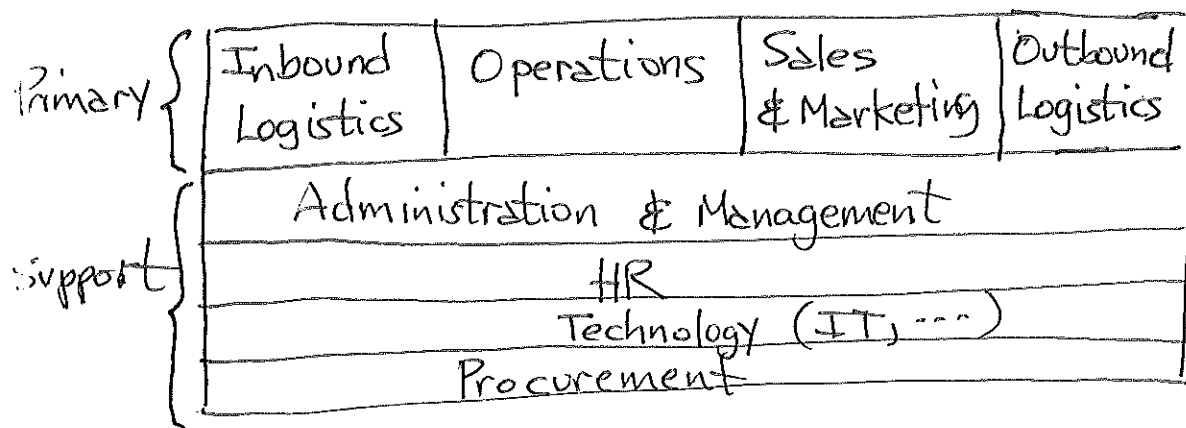 Primary
Inbound
Logistics
Operations
Sales
& Marketing
Outbound
Logistics
Support
Administration & Management
HR
Technology (IT, ....)
Procurement